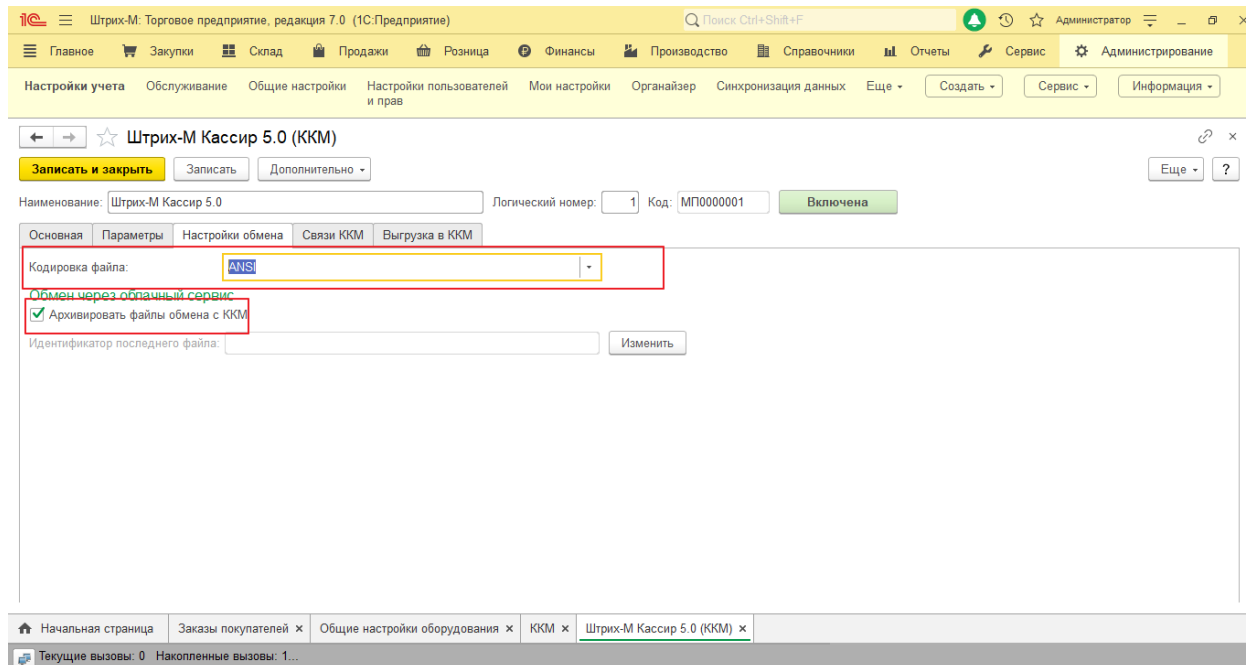 1С Штрих-М: Торговое предприятие, редакция 7.0 (1С:Предприятие) Поиск Ctrl+Shift+F Администратор
Главное Закупки Склад Продажи Розница Финансы Производство Справочники Отчеты Сервис Администрирование
Настройки учета Обслуживание Общие настройки Настройки пользователей и прав Мои настройки Органайзер Синхронизация данных Еще Создать Сервис Информация
Штрих-М Кассир 5.0 (ККМ)
Записать и закрыть Записать Дополнительно Еще ?
Наименование: Штрих-М Кассир 5.0 Логический номер: 1 Код: МП0000001 Включена
Основная Параметры Настройки обмена Связи ККМ Выгрузка в ККМ
Кодировка файла: ANSI
Обмен через облачный сервис
Архивировать файлы обмена с ККМ
Идентификатор последнего файла: Изменить
Начальная страница Заказы покупателей × Общие настройки оборудования × ККМ × Штрих-М Кассир 5.0 (ККМ) ×
Текущие вызовы: 0 Накопленные вызовы: 1...